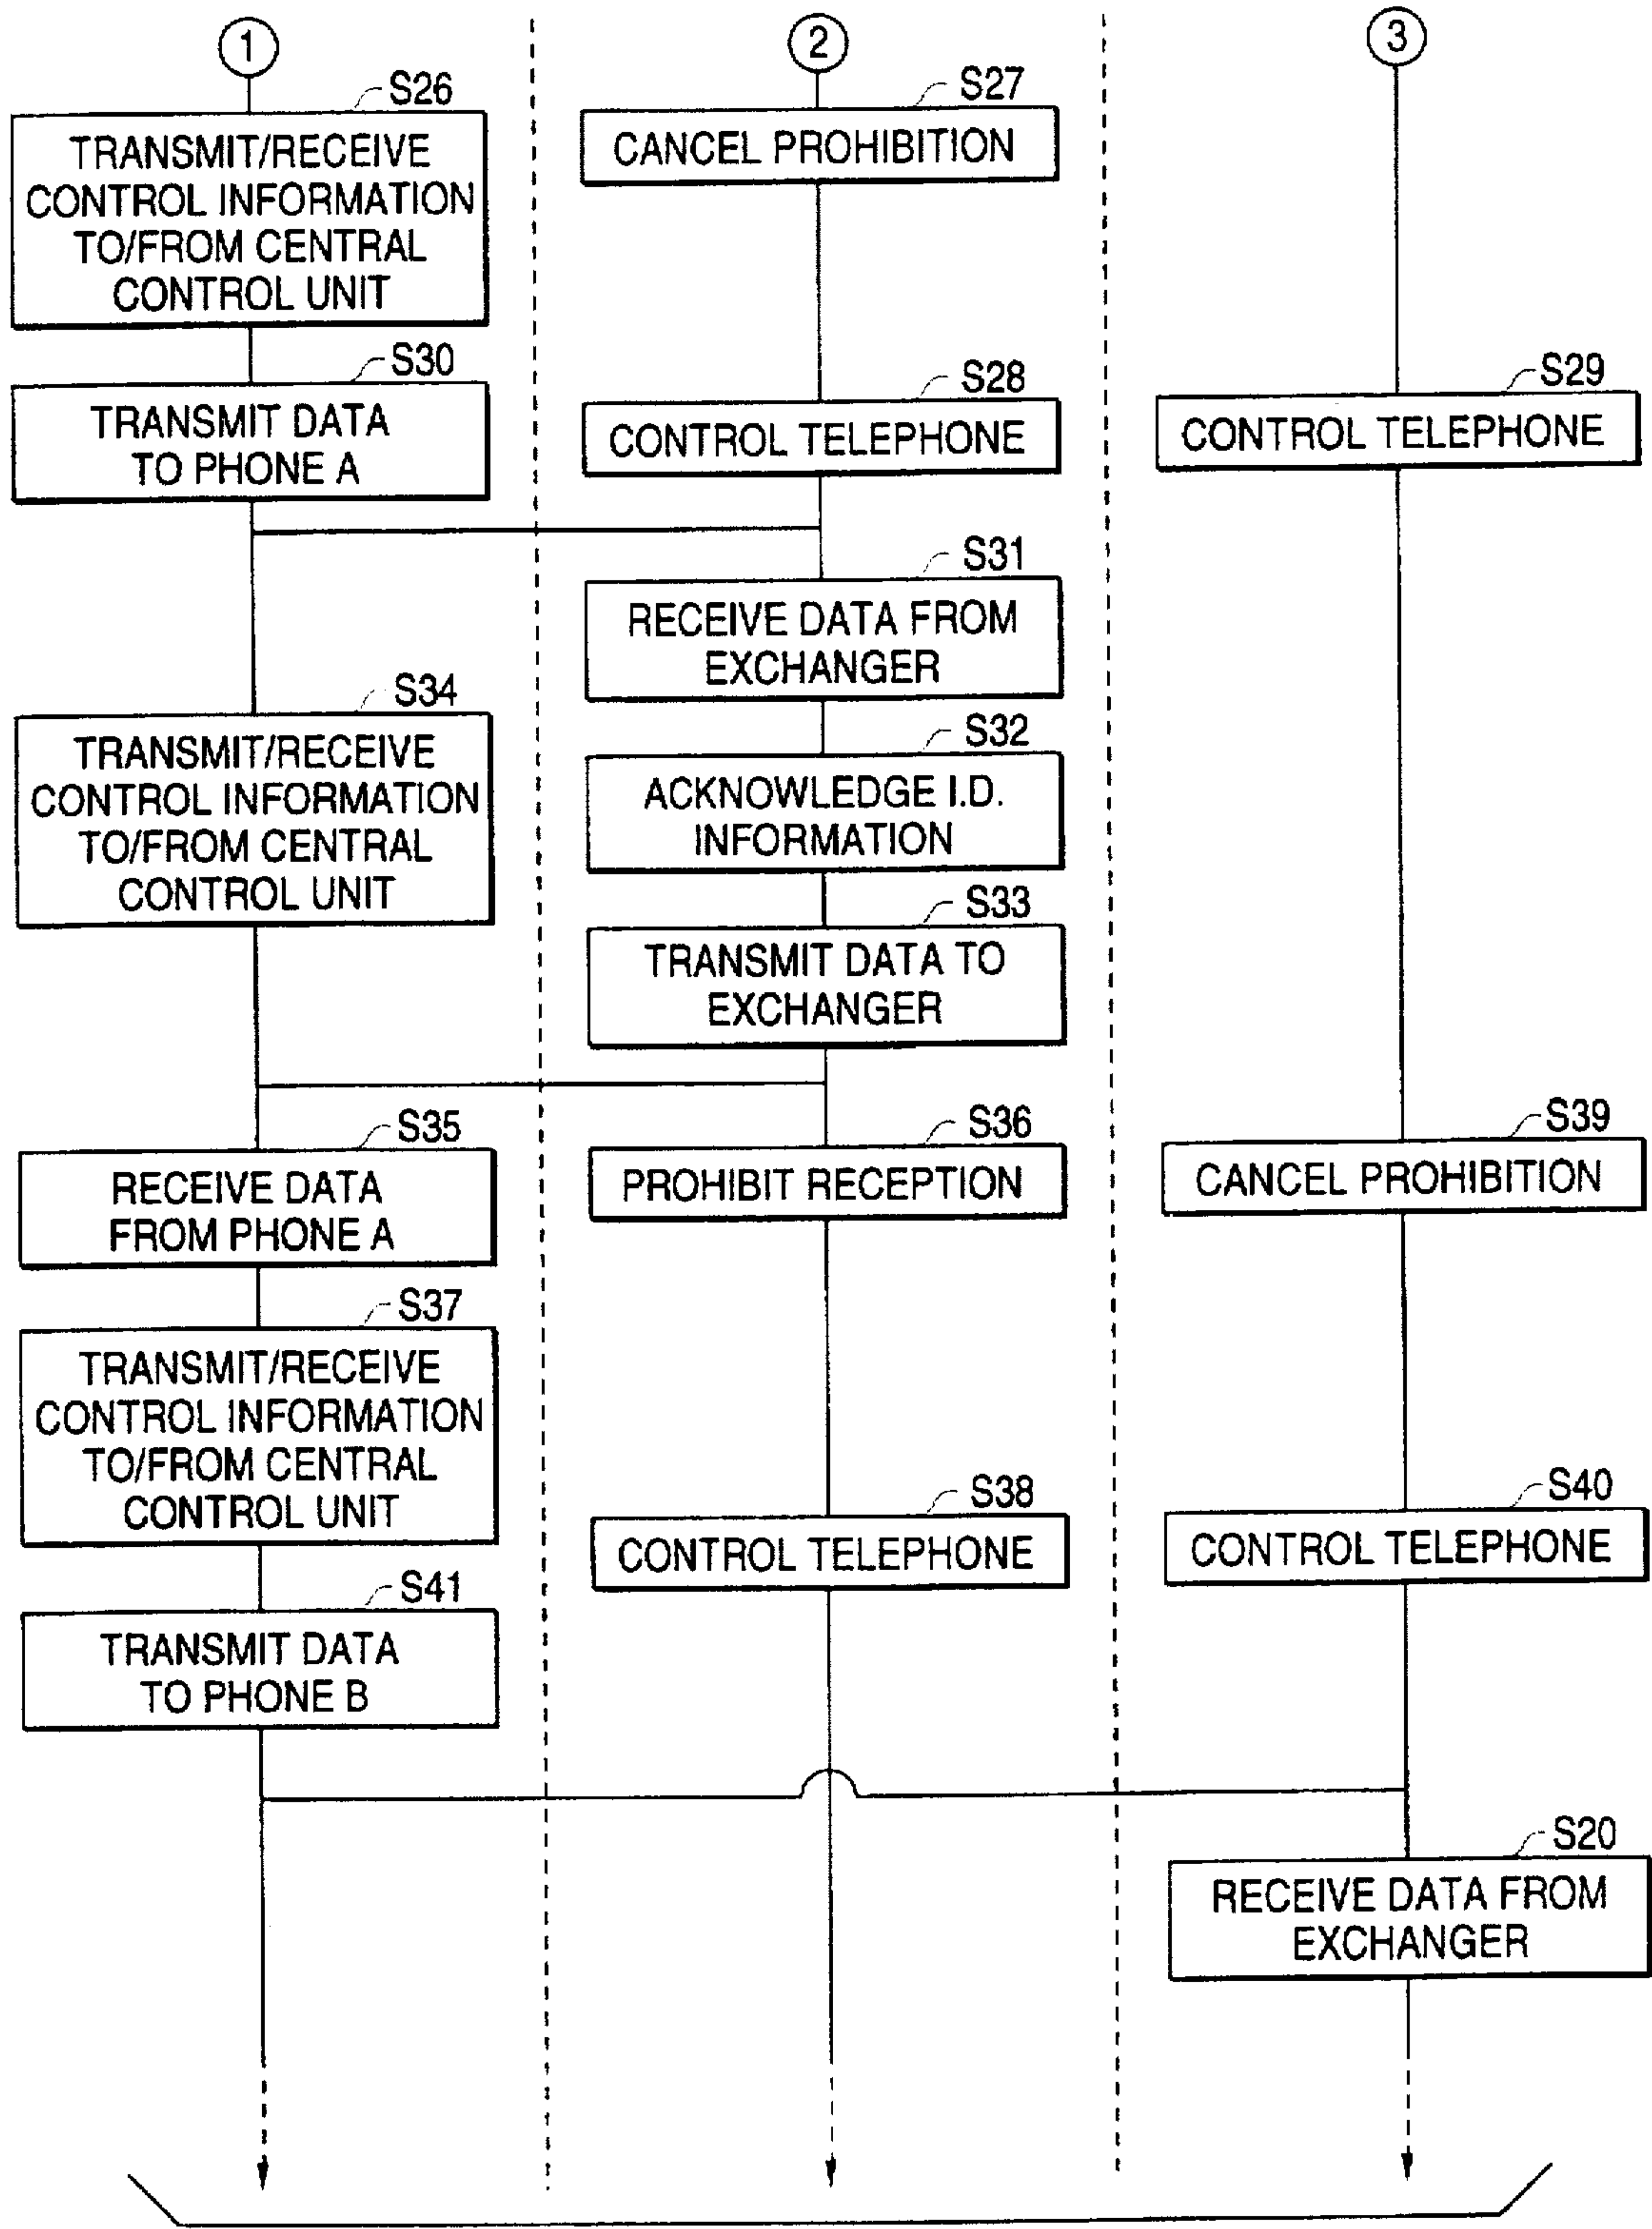 1
2
3
S26
TRANSMIT/RECEIVE
CONTROL INFORMATION
TO/FROM CENTRAL
CONTROL UNIT
S27
CANCEL PROHIBITION
S30
TRANSMIT DATA
TO PHONE A
S28
CONTROL TELEPHONE
S29
CONTROL TELEPHONE
S31
RECEIVE DATA FROM
EXCHANGER
S34
TRANSMIT/RECEIVE
CONTROL INFORMATION
TO/FROM CENTRAL
CONTROL UNIT
S32
ACKNOWLEDGE I.D.
INFORMATION
S33
TRANSMIT DATA TO
EXCHANGER
S35
RECEIVE DATA
FROM PHONE A
S36
PROHIBIT RECEPTION
S39
CANCEL PROHIBITION
S37
TRANSMIT/RECEIVE
CONTROL INFORMATION
TO/FROM CENTRAL
CONTROL UNIT
S38
CONTROL TELEPHONE
S40
CONTROL TELEPHONE
S41
TRANSMIT DATA
TO PHONE B
S20
RECEIVE DATA FROM
EXCHANGER